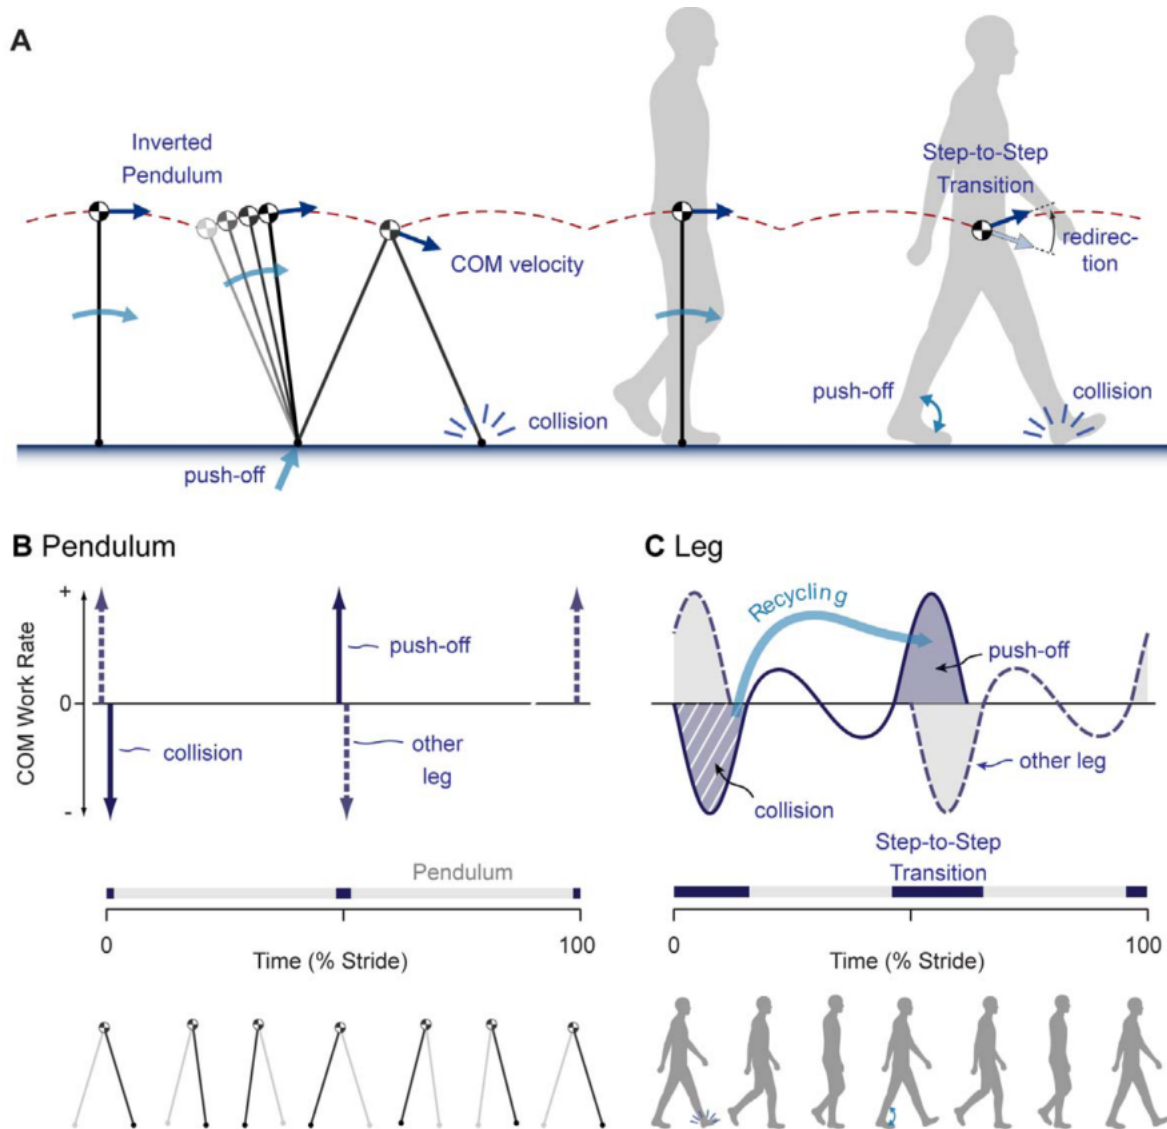 A
Inverted
Pendulum
COM velocity
push-off
collision
Step-to-Step
Transition
redirec-
tion
push-off
collision
B Pendulum
COM Work Rate
+
0
-
push-off
collision
other
leg
Pendulum
0
100
Time (% Stride)
C Leg
Recycling
push-off
other leg
collision
Step-to-Step
Transition
0
100
Time (% Stride)